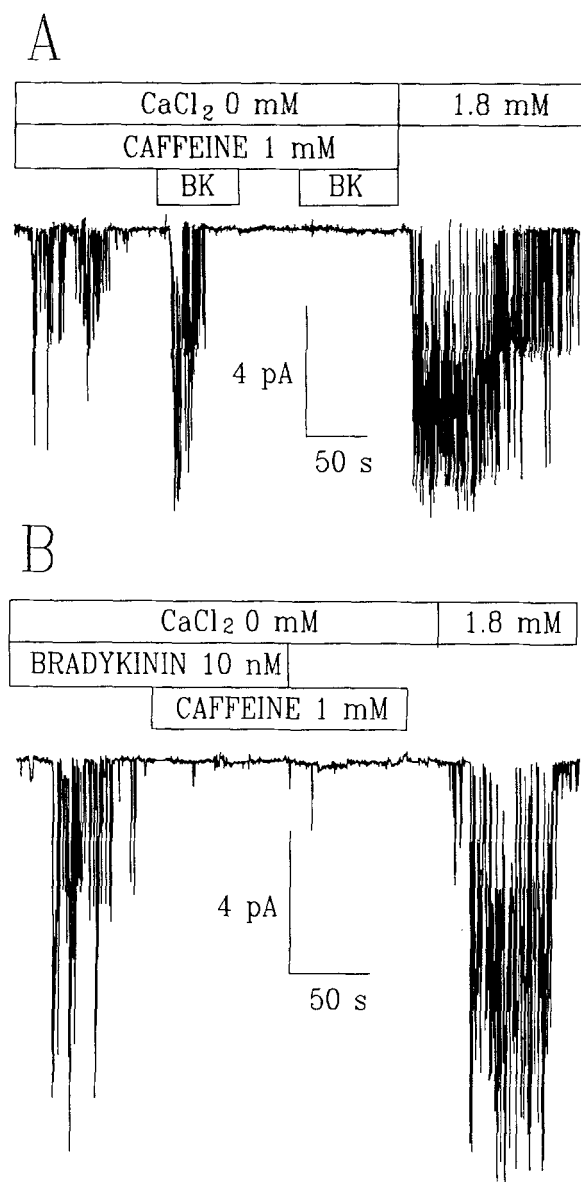 A
CaCl₂ 0 mM 1.8 mM
CAFFEINE 1 mM
BK BK
4 pA
50 s
B
CaCl₂ 0 mM 1.8 mM
BRADYKININ 10 nM
CAFFEINE 1 mM
4 pA
50 s